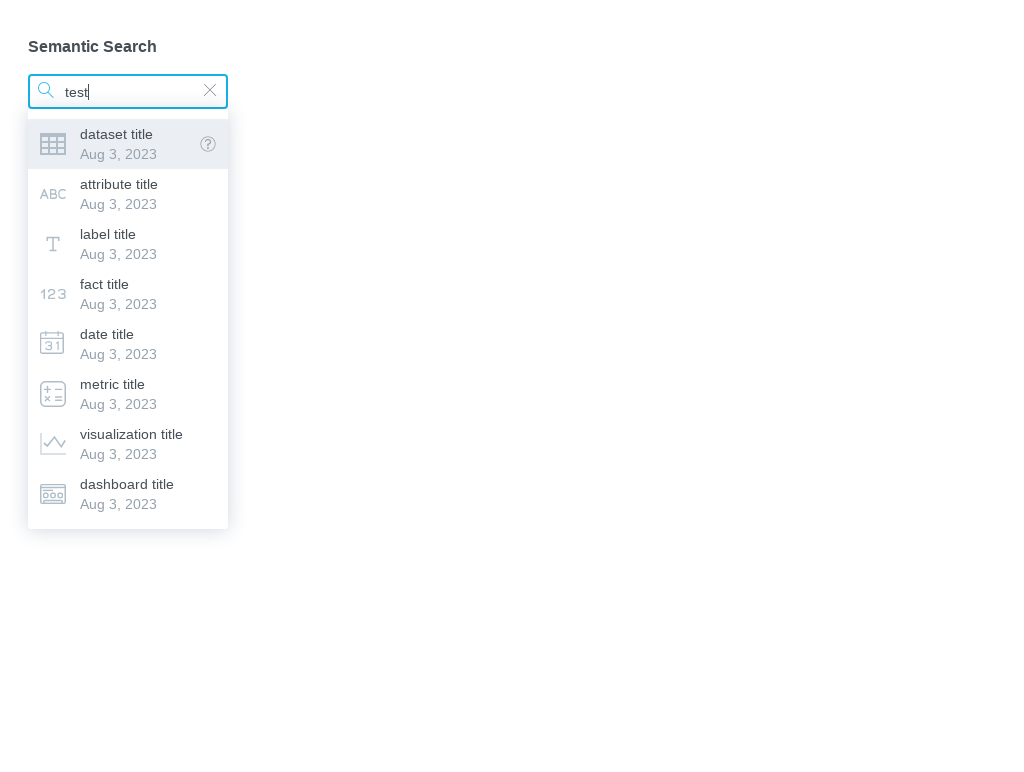 Semantic Search
test
dataset title
Aug 3, 2023
ABC
attribute title
Aug 3, 2023
T
label title
Aug 3, 2023
123
fact title
Aug 3, 2023
31
date title
Aug 3, 2023
metric title
Aug 3, 2023
visualization title
Aug 3, 2023
dashboard title
Aug 3, 2023